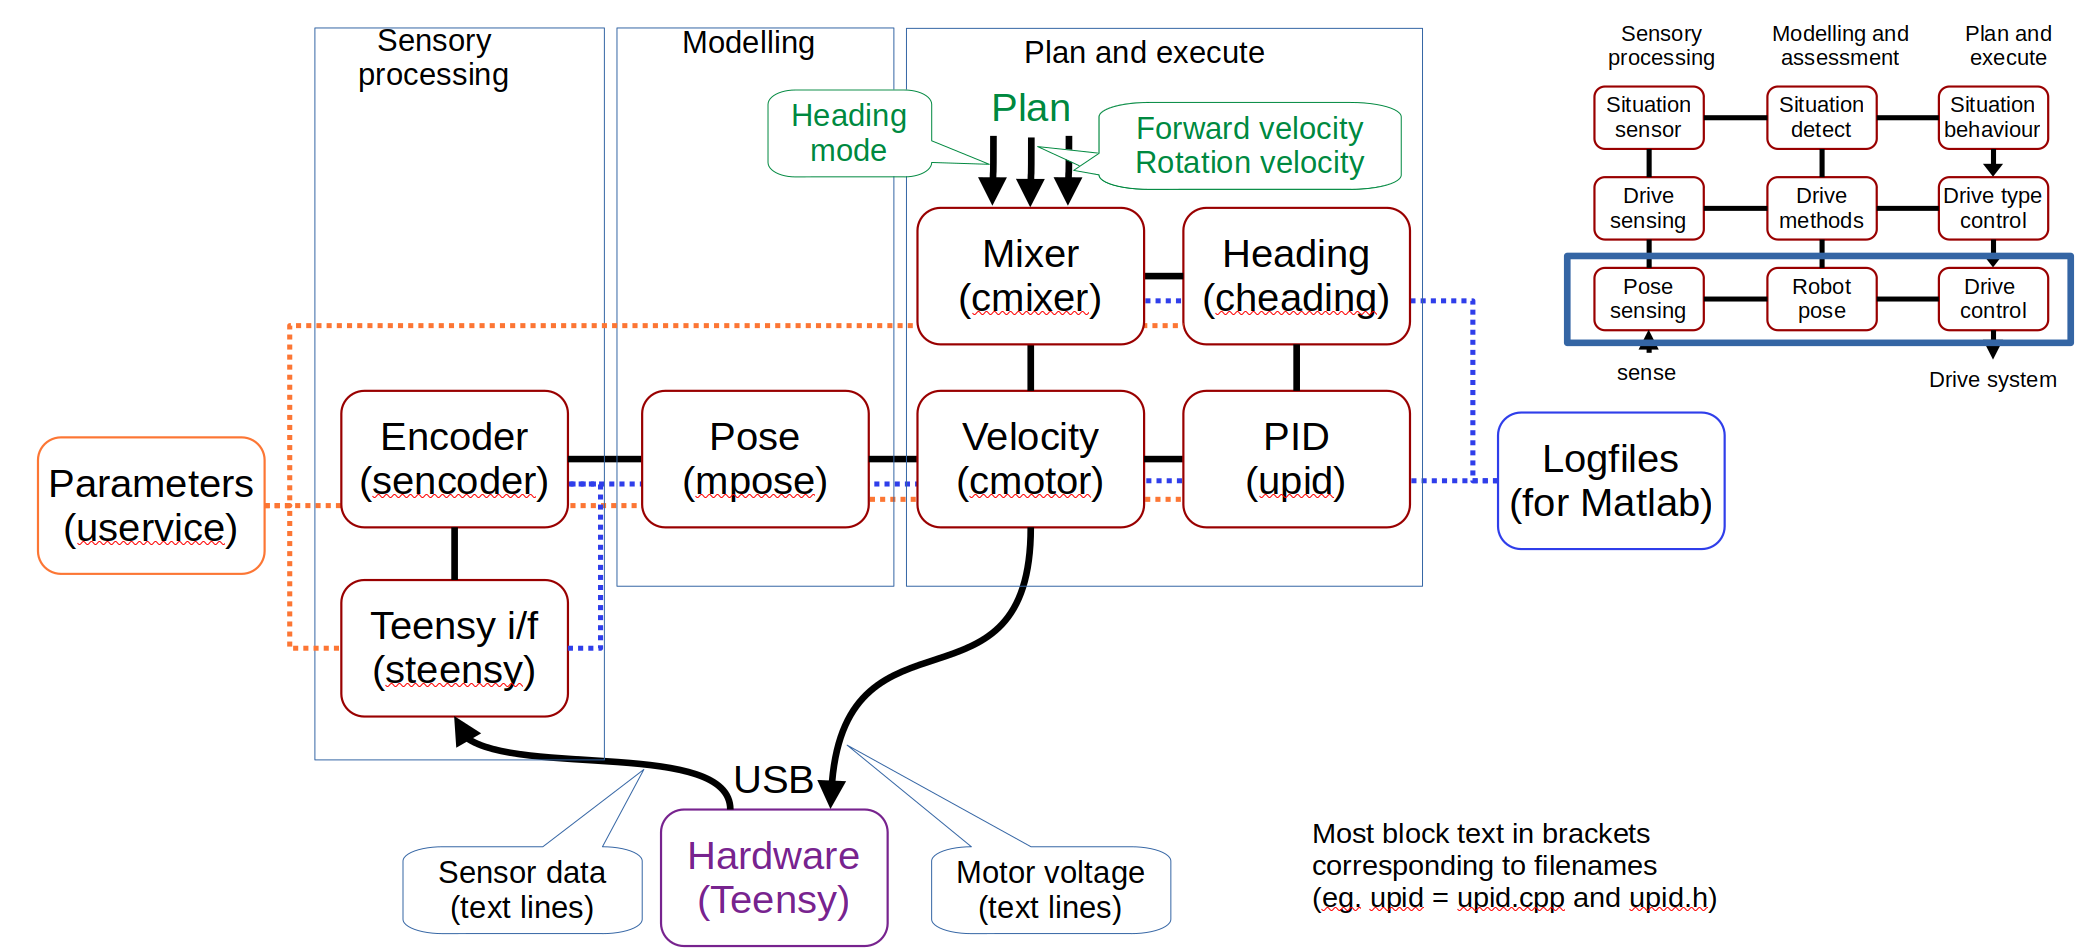 Sensory
processing
Modelling
Plan and execute
Heading
mode
Plan
Forward velocity
Rotation velocity
Mixer
(cmixer)
Heading
(cheading)
Encoder
(sencoder)
Pose
(mpose)
Velocity
(cmotor)
PID
(upid)
Parameters
(uservice)
Logfiles
(for Matlab)
Teensy i/f
(steensy)
USB
Hardware
(Teensy)
Sensor data
(text lines)
Motor voltage
(text lines)
Most block text in brackets
corresponding to filenames
(eg. upid = upid.cpp and upid.h)
Sensory
processing
Modelling and
assessment
Plan and
execute
Situation
sensor
Situation
detect
Situation
behaviour
Drive
sensing
Drive
methods
Drive type
control
Pose
sensing
Robot
pose
Drive
control
sense
Drive system